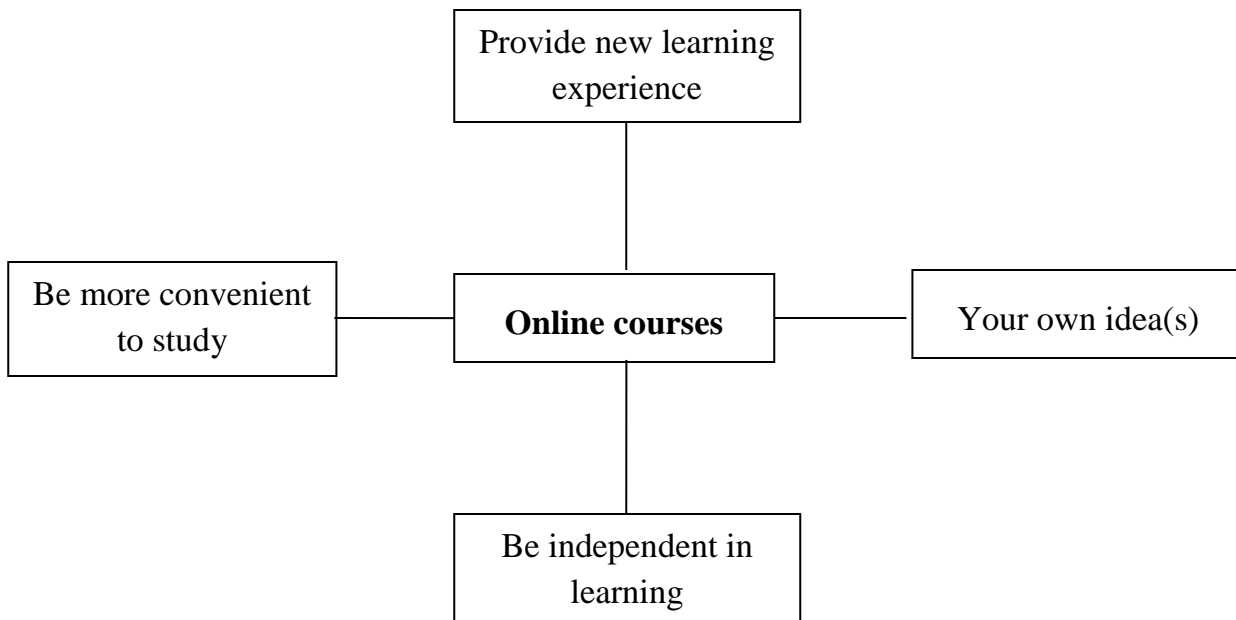 Provide new learning
experience
Be more convenient
to study
Online courses
Your own idea(s)
Be independent in
learning